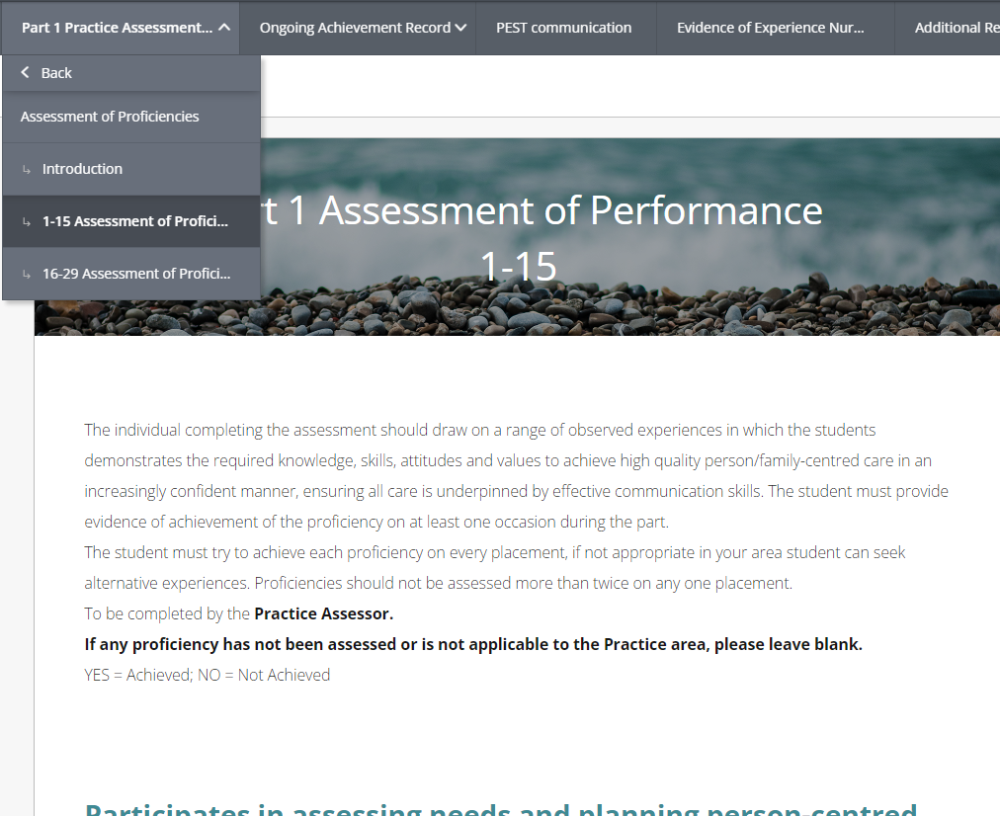 Part 1 Practice Assessment...
Ongoing Achievement Record
PEST communication
Evidence of Experience Nur...
Additional Re
Back
Assessment of Proficiencies
Introduction
1-15 Assessment of Profici...
16-29 Assessment of Profici...
t 1 Assessment of Performance
1-15
The individual completing the assessment should draw on a range of observed experiences in which the students
demonstrates the required knowledge, skills, attitudes and values to achieve high quality person/family-centred care in an
increasingly confident manner, ensuring all care is underpinned by effective communication skills. The student must provide
evidence of achievement of the proficiency on at least one occasion during the part.
The student must try to achieve each proficiency on every placement, if not appropriate in your area student can seek
alternative experiences. Proficiencies should not be assessed more than twice on any one placement.
To be completed by the Practice Assessor.
If any proficiency has not been assessed or is not applicable to the Practice area, please leave blank.
YES = Achieved; NO = Not Achieved
Participates in assessing needs and planning person-centred